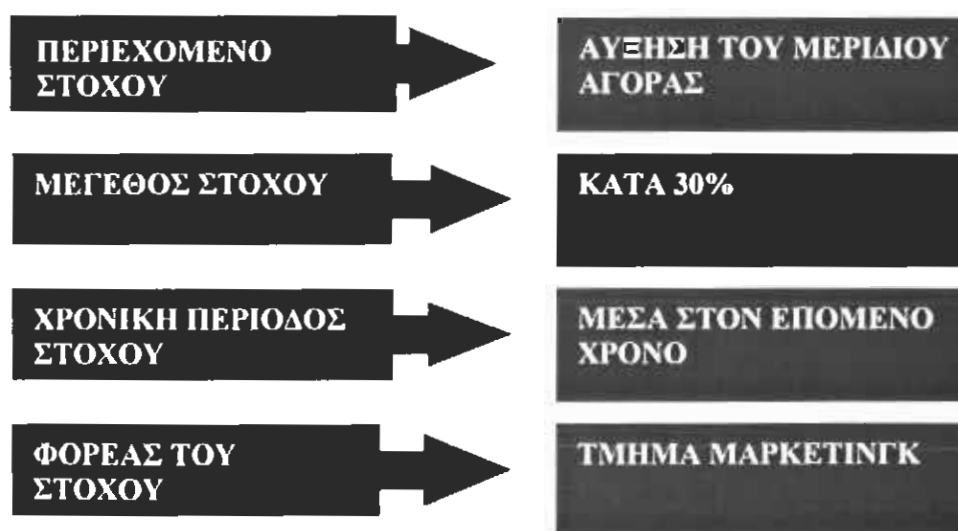 ΠΕΡΙΕΧΟΜΕΝΟ
ΣΤΟΧΟΥ
ΑΥΞΗΣΗ ΤΟΥ ΜΕΡΙΔΙΟΥ
ΑΓΟΡΑΣ
ΜΕΓΕΘΟΣ ΣΤΟΧΟΥ
ΚΑΤΑ 30%
ΧΡΟΝΙΚΗ ΠΕΡΙΟΔΟΣ
ΣΤΟΧΟΥ
ΜΕΣΑ ΣΤΟΝ ΕΠΟΜΕΝΟ
ΧΡΟΝΟ
ΦΟΡΕΑΣ ΤΟΥ
ΣΤΟΧΟΥ
ΤΜΗΜΑ ΜΑΡΚΕΤΙΝΓΚ